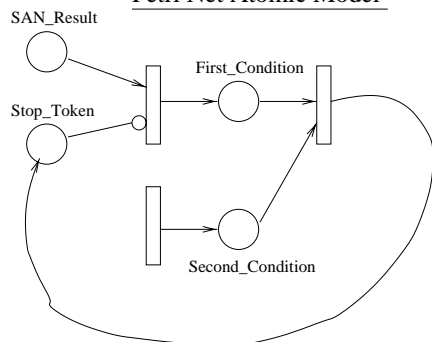 Petri Net Atomic Model
SAN_Result
First_Condition
Stop_Token
Second_Condition